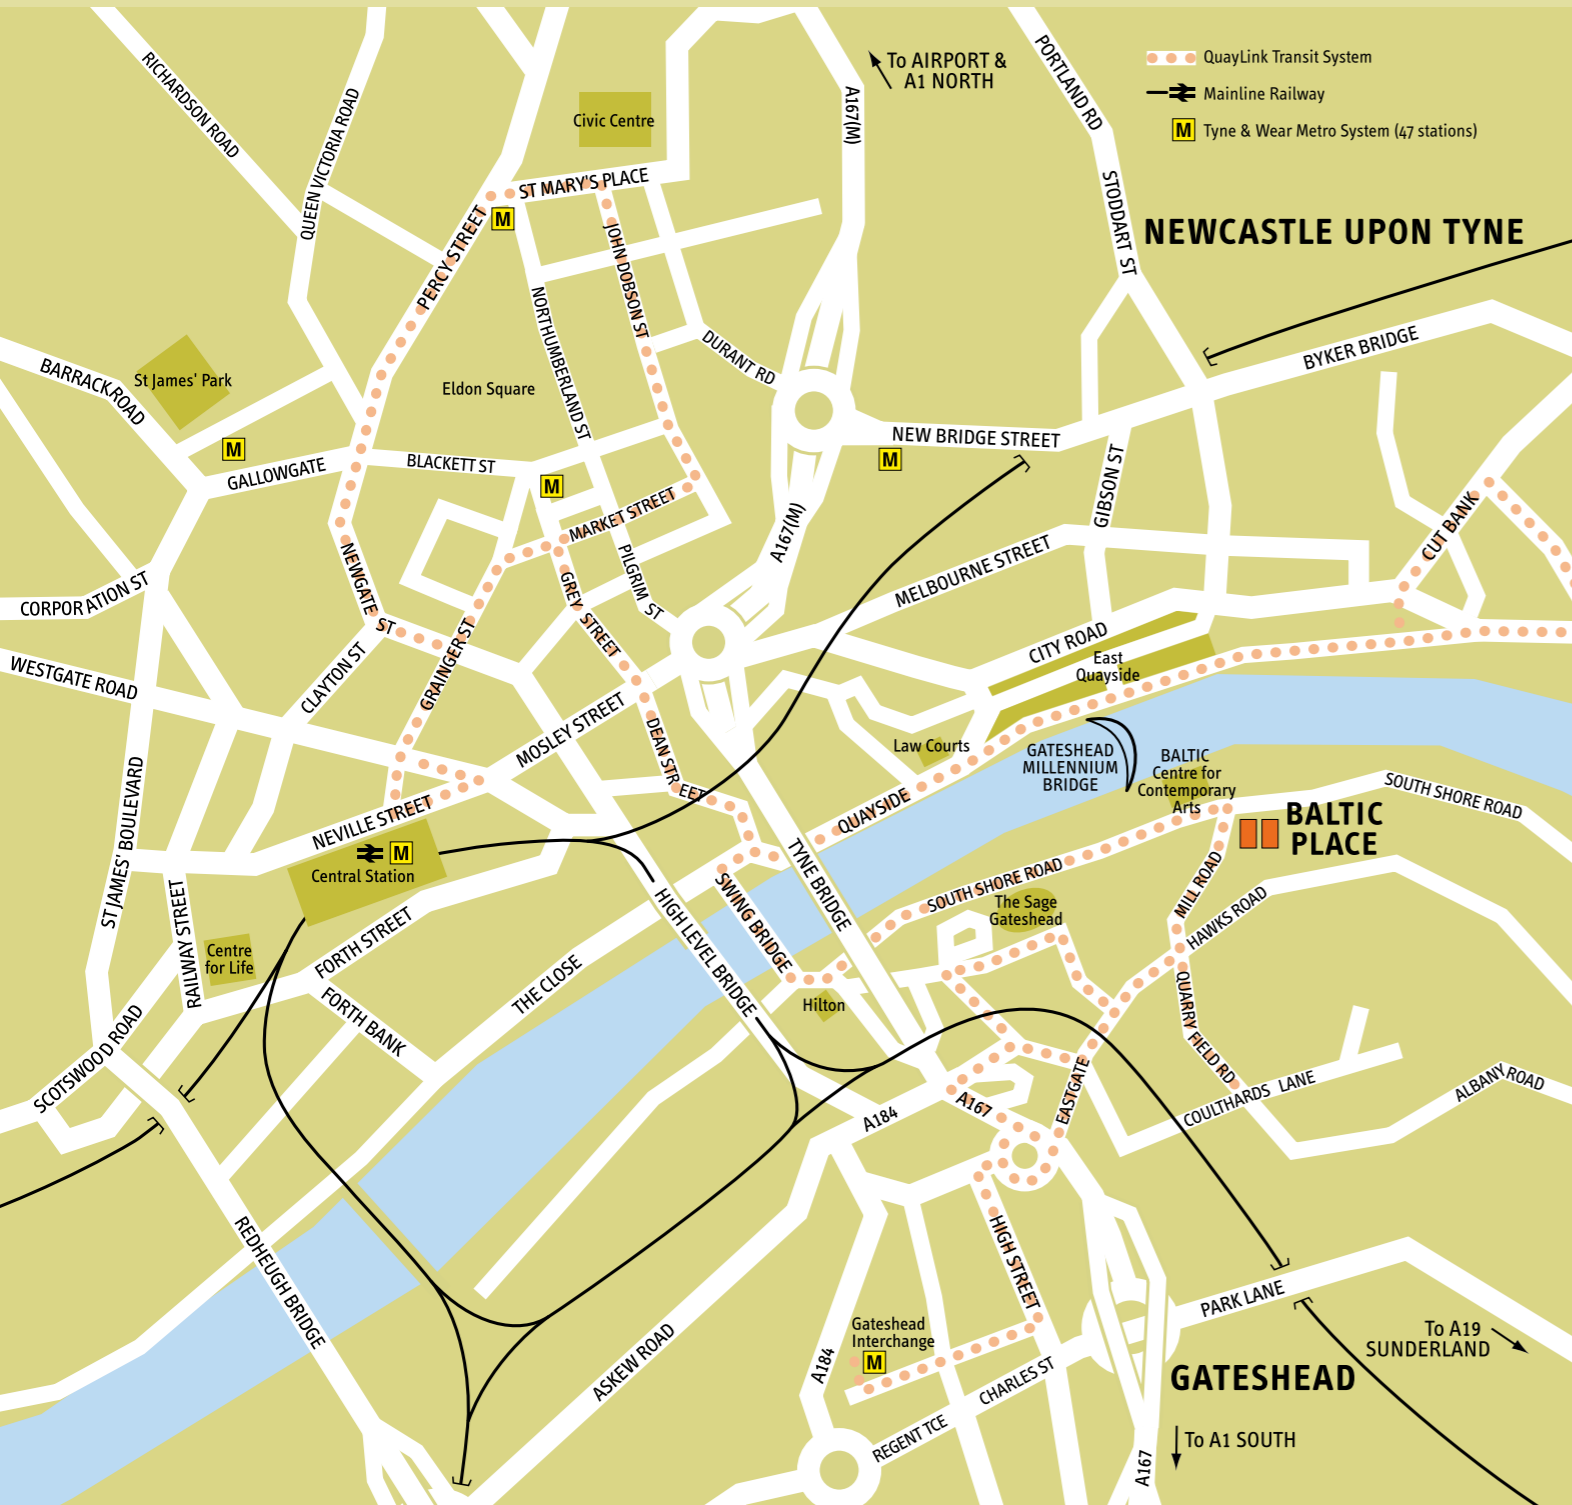 RICHARDSON ROAD
QUEEN VICTORIA ROAD
Civic Centre
To AIRPORT &
A1 NORTH
A167(M)
PORTLAND RD
QuayLink Transit System
Mainline Railway
M Tyne & Wear Metro System (47 stations)
ST MARY'S PLACE
M
PERCY STREET
JOHN DOBSON ST
STODDART ST
NEWCASTLE UPON TYNE
NORTHUMBERLAND ST
DURANT RD
BYKER BRIDGE
BARRACK ROAD
St James' Park
Eldon Square
M
GALLOWGATE
BLACKETT ST
M
NEW BRIDGE STREET
M
GIBSON ST
MARKET STREET
A167(M)
CUT BANK
NEWGATE ST
PILGRIM ST
GREY STREET
MELBOURNE STREET
CORPORATION ST
WESTGATE ROAD
CLAYTON ST
GRAINGER ST
CITY ROAD
East
Quayside
MOSLEY STREET
DEAN STREET
Law Courts
GATESHEAD
MILLENNIUM
BRIDGE
BALTIC
Centre for
Contemporary
Arts
SOUTH SHORE ROAD
BALTIC
PLACE
ST JAMES' BOULEVARD
NEVILLE STREET
QUAYSIDE
M
Central Station
TYNE BRIDGE
SWING BRIDGE
HIGH LEVEL BRIDGE
SOUTH SHORE ROAD
The Sage
Gateshead
MILL ROAD
HAWKS ROAD
RAILWAY STREET
Centre
for Life
FORTH STREET
THE CLOSE
FORTH BANK
Hilton
QUARRY FIELD RD
SCOTSWOOD ROAD
A184
A167
EASTGATE
COULTHARDS LANE
ALBANY ROAD
REDHEUGH BRIDGE
HIGH STREET
PARK LANE
Gateshead
Interchange
M
A184
ASKEW ROAD
CHARLES ST
REGENT TCE
To A19
SUNDERLAND
GATESHEAD
To A1 SOUTH
A167